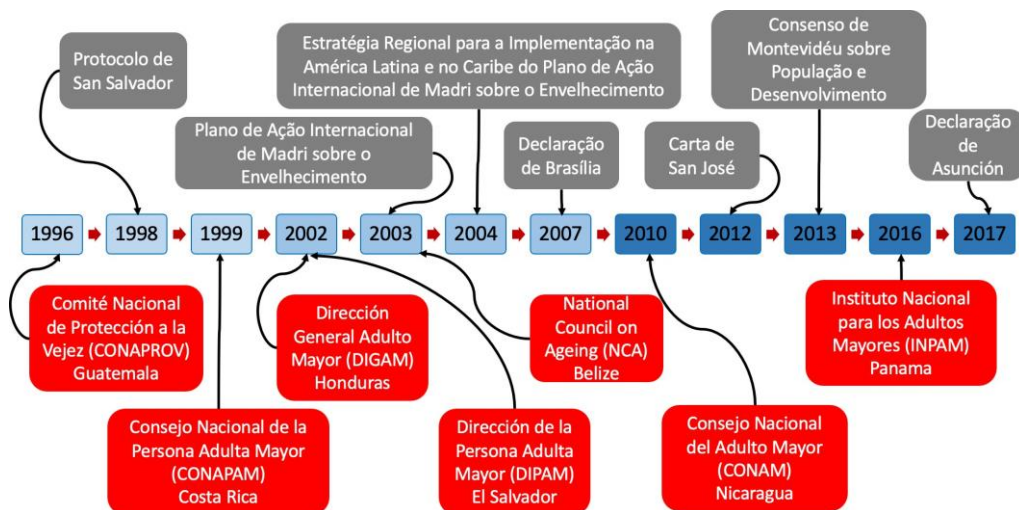 Protocolo de
San Salvador
Estratégia Regional para a Implementação na
América Latina e no Caribe do Plano de Ação
Internacional de Madri sobre o Envelhecimento
Consenso de
Montevidéu sobre
População e
Desenvolvimento
Plano de Ação Internacional
de Madri sobre o
Envelhecimento
Declaração
de Brasília
Carta de
San José
Declaração
de
Asunción
1996
1998
1999
2002
2003
2004
2007
2010
2012
2013
2016
2017
Comité Nacional
de Protección a la
Vejez (CONAPROV)
Guatemala
Dirección
General Adulto
Mayor (DIGAM)
Honduras
National
Council on
Ageing (NCA)
Belize
Instituto Nacional
para los Adultos
Mayores (INPAM)
Panama
Consejo Nacional de la
Persona Adulta Mayor
(CONAPAM)
Costa Rica
Dirección de la
Persona Adulta
Mayor (DIPAM)
El Salvador
Consejo Nacional
del Adulto Mayor
(CONAM)
Nicaragua